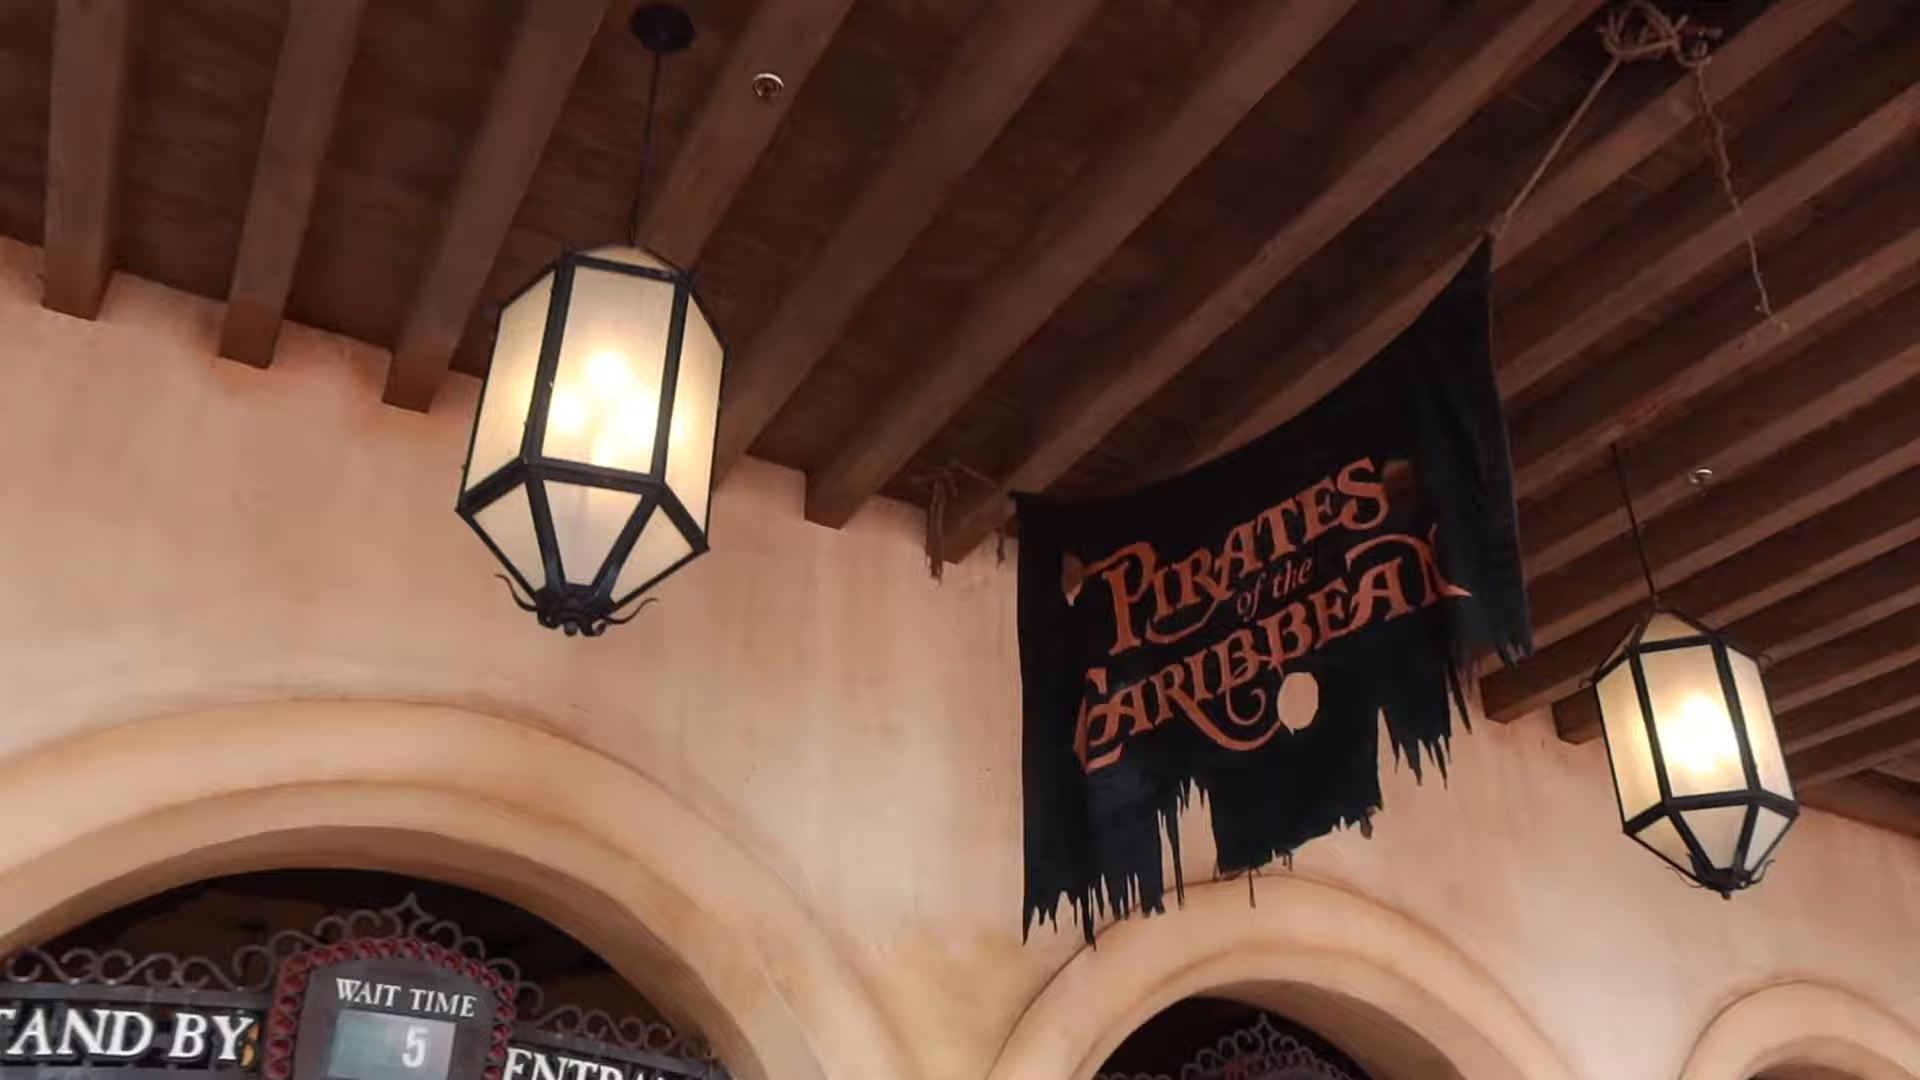 PIRATES
of the
CARIBBEAN
WAIT TIME
5
TAND BY